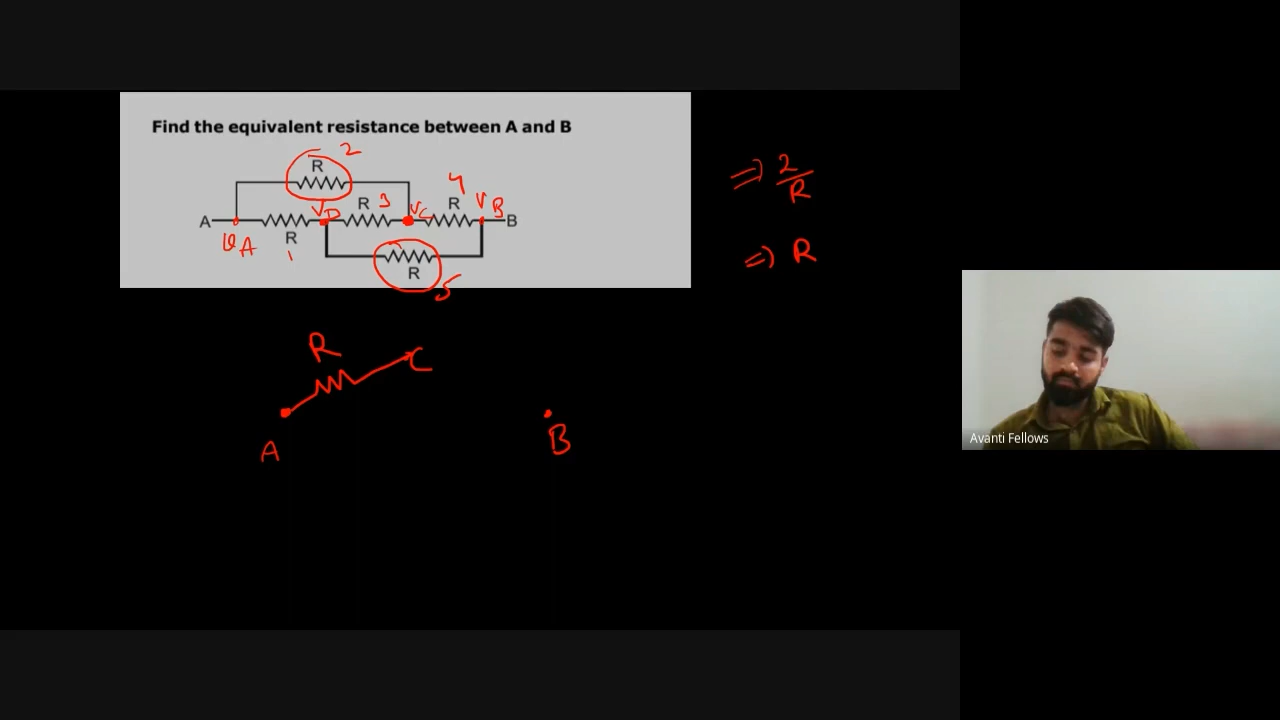 Find the equivalent resistance between A and B
2
R
R 3
4
R
V B
A
V D
V C
B
V A
R
1
R
5
⇒ 2/R
⇒ R
R
C
A
B
Avanti Fellows